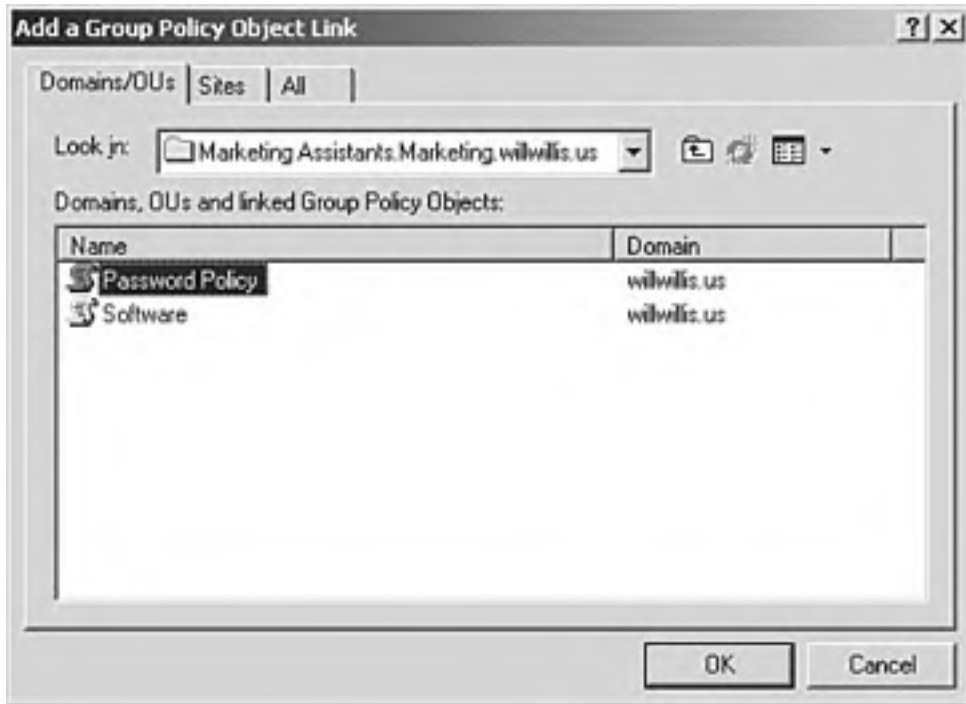 Add a Group Policy Object Link
Domains/OUs Sites All
Look in: Marketing Assistants.Marketing.willwillis.us
Domains, OUs and linked Group Policy Objects:
Name Domain
Password Policy willwillis.us
Software willwillis.us
OK Cancel